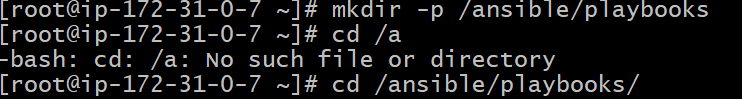 [root@ip-172-31-0-7 ~]# mkdir -p /ansible/playbooks
[root@ip-172-31-0-7 ~]# cd /a
-bash: cd: /a: No such file or directory
[root@ip-172-31-0-7 ~]# cd /ansible/playbooks/